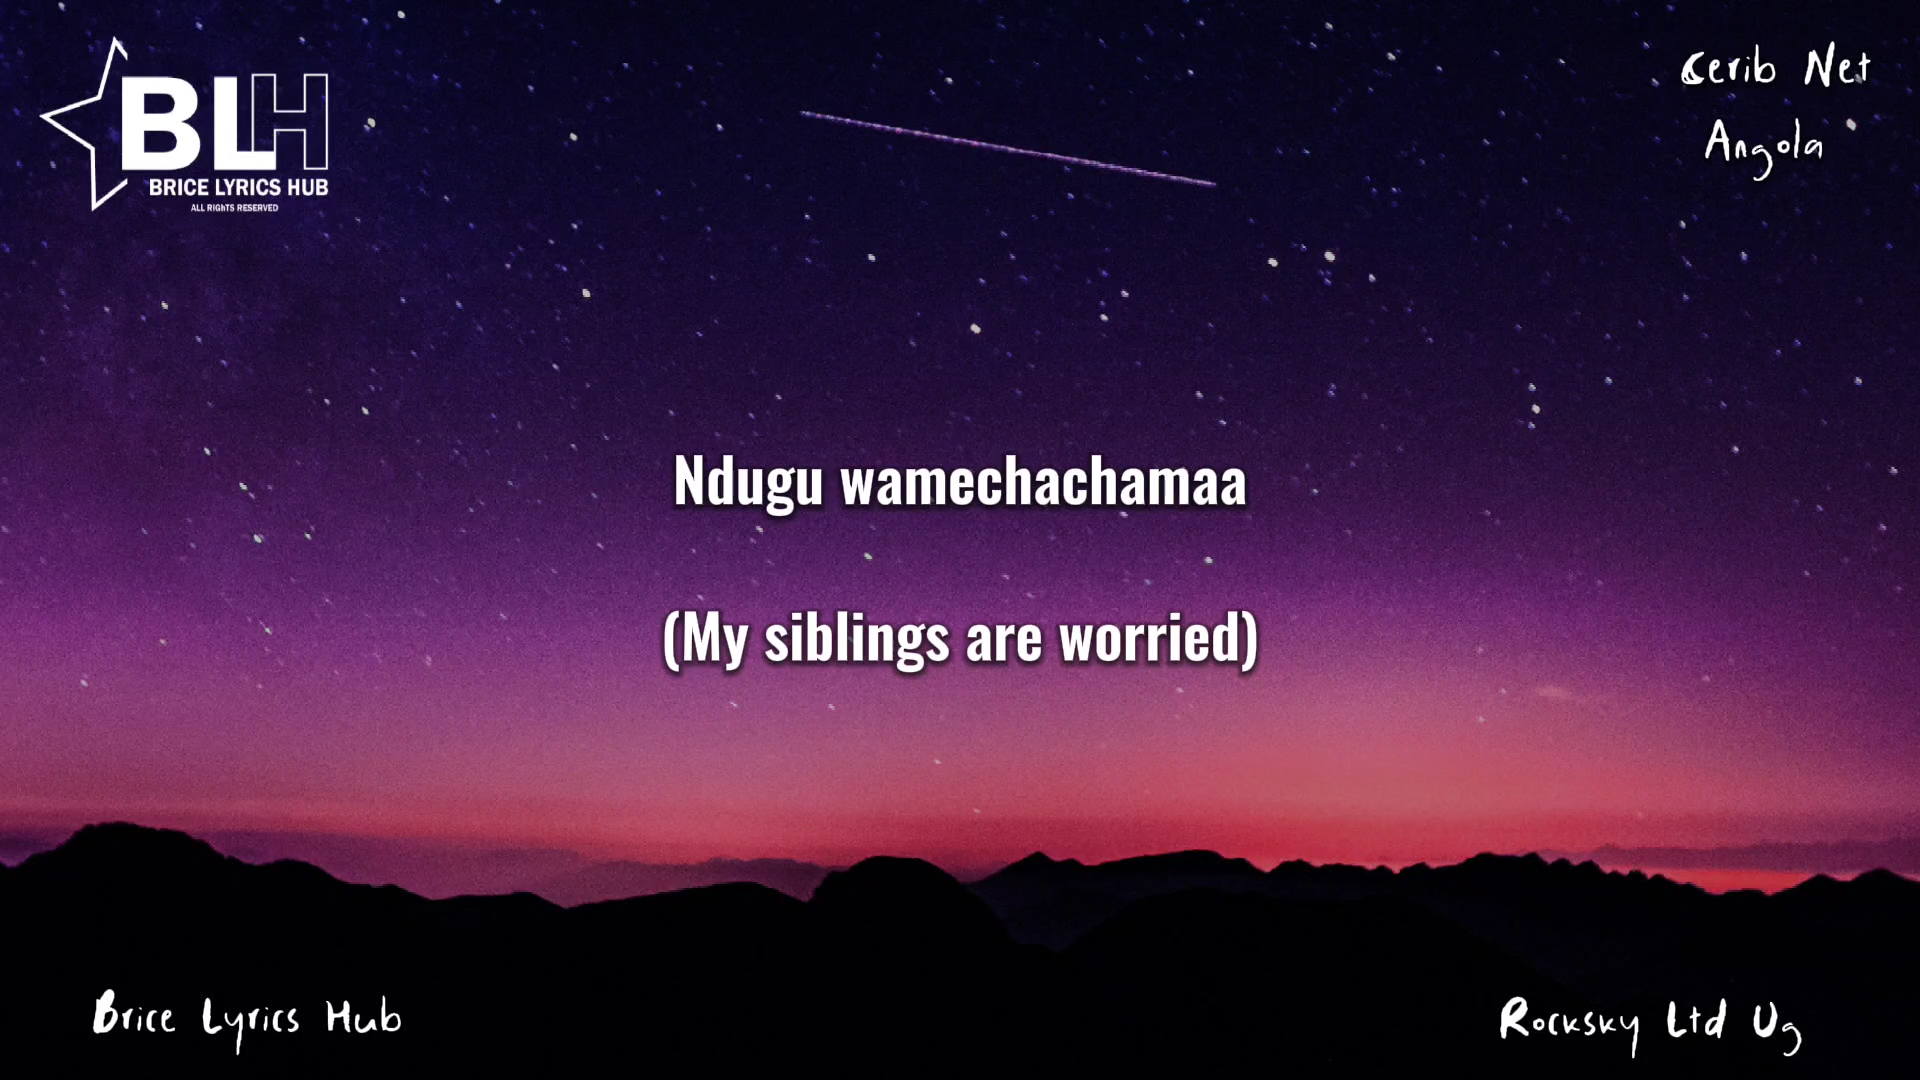 BLH
BRICE LYRICS HUB
ALL RIGHTS RESERVED
Cerib Net
Angola
Ndugu wamechachamaa
(My siblings are worried)
Brice Lyrics Hub
Rocksky Ltd Ug